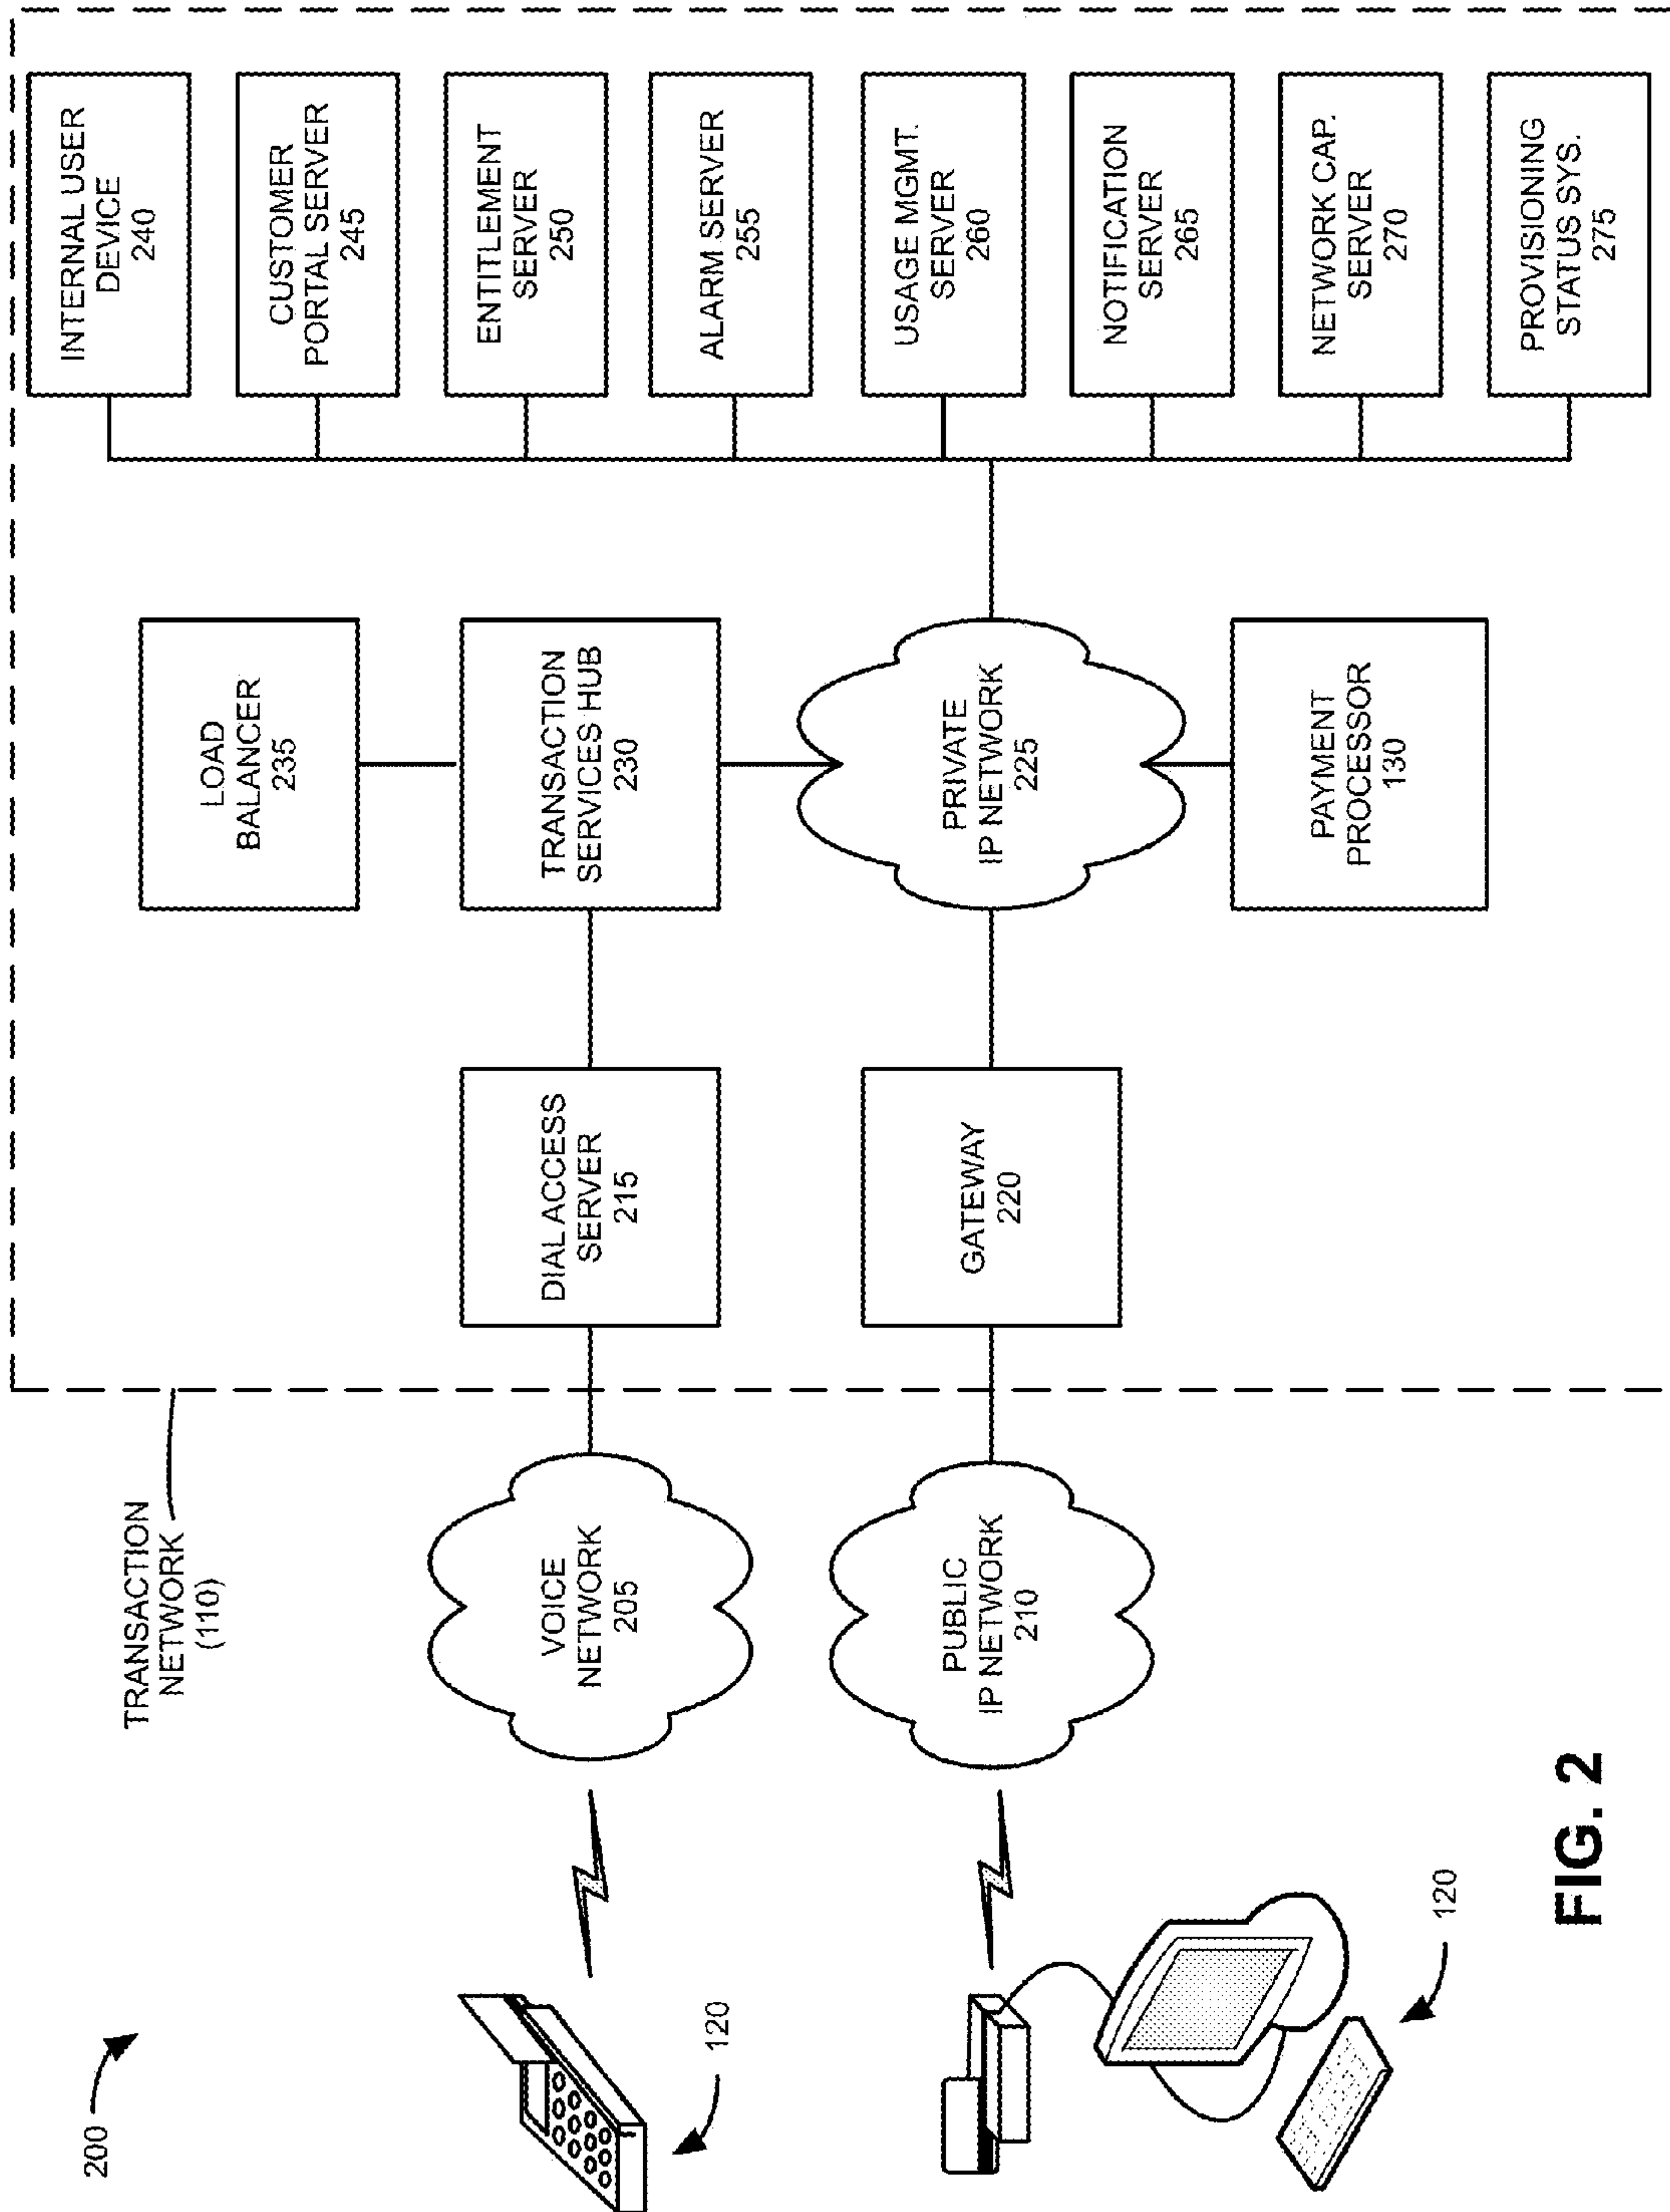 200
TRANSACTION
NETWORK
(110)
120
VOICE
NETWORK
205
DIAL ACCESS
SERVER
215
LOAD
BALANCER
235
TRANSACTION
SERVICES HUB
230
120
PUBLIC
IP NETWORK
210
GATEWAY
220
PRIVATE
IP NETWORK
225
PAYMENT
PROCESSOR
130
INTERNAL USER
DEVICE
240
CUSTOMER
PORTAL SERVER
245
ENTITLEMENT
SERVER
250
ALARM SERVER
255
USAGE MGMT.
SERVER
260
NOTIFICATION
SERVER
265
NETWORK CAP.
SERVER
270
PROVISIONING
STATUS SYS.
275
FIG. 2